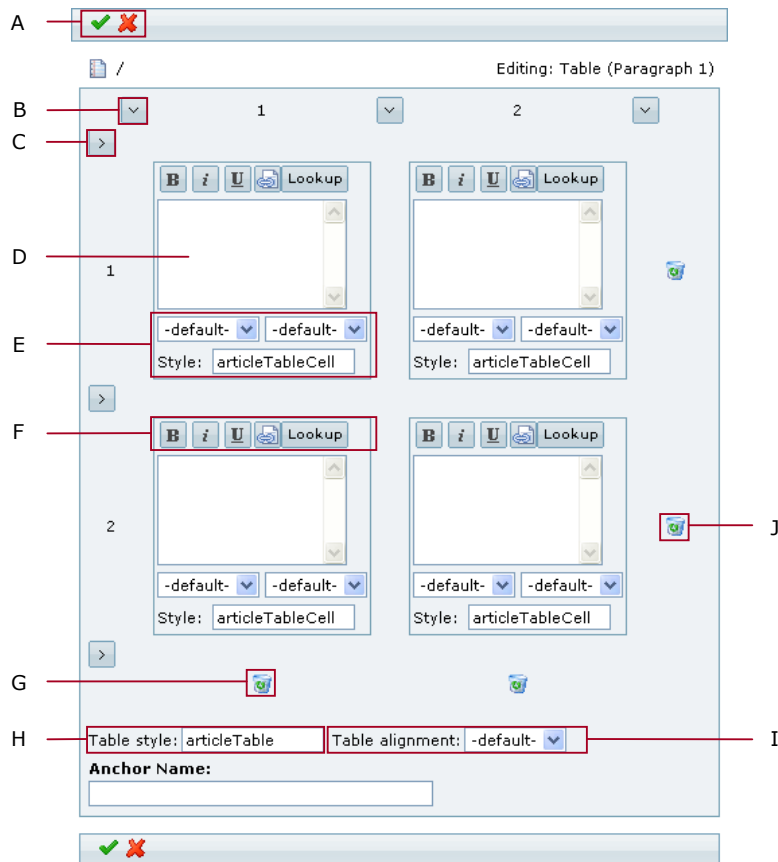 A
/ Editing: Table (Paragraph 1)
B 1 2
C
B i U Lookup B i U Lookup
D
1
-default- -default- -default- -default-
E
Style: articleTableCell Style: articleTableCell
F
B i U Lookup B i U Lookup
2
J
-default- -default- -default- -default-
Style: articleTableCell Style: articleTableCell
G
H Table style: articleTable Table alignment: -default- I
Anchor Name: